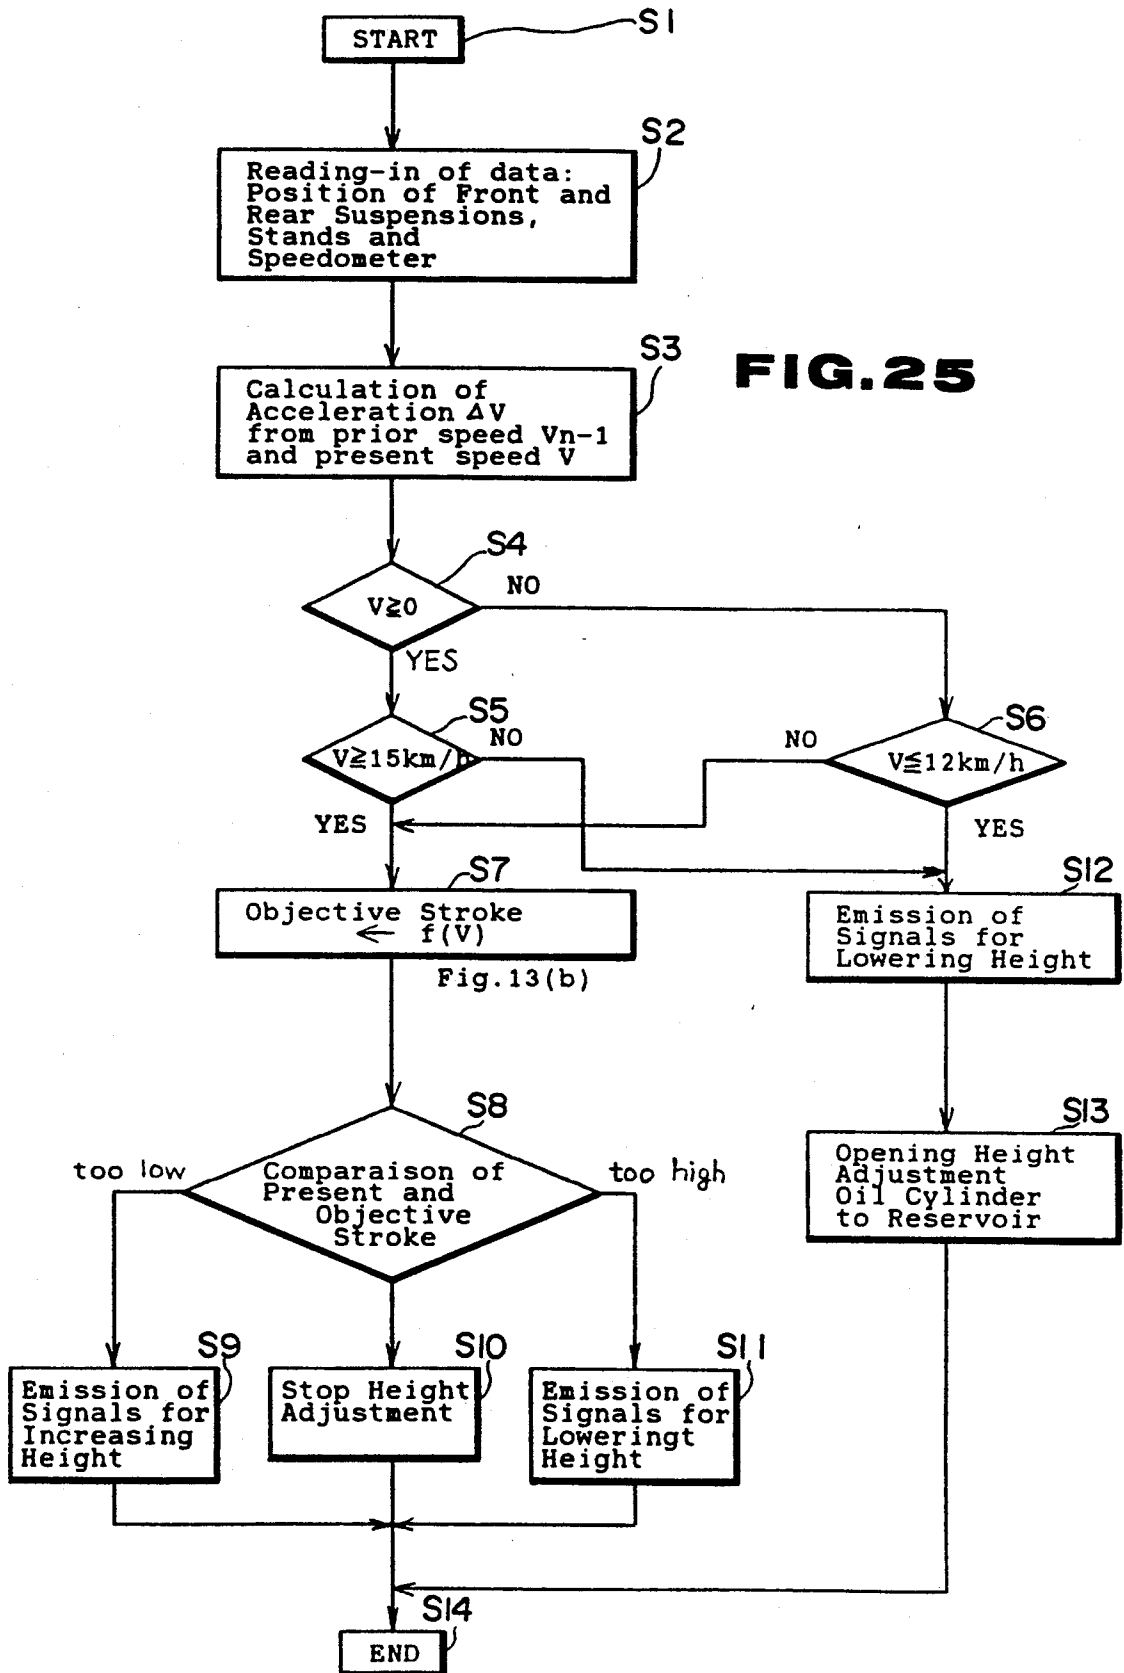 START
S1
S2
Reading-in of data:
Position of Front and
Rear Suspensions,
Stands and
Speedometer
S3
FIG.25
Calculation of
Acceleration ΔV
from prior speed Vn-1
and present speed V
S4
V≧0
NO
YES
S5
V≧15km/h
NO
YES
S6
V≦12km/h
NO
YES
S7
Objective Stroke
← f(V)
Fig.13(b)
S12
Emission of
Signals for
Lowering Height
S8
too low
Comparaison of
Present and
Objective
Stroke
too high
S13
Opening Height
Adjustment
Oil Cylinder
to Reservoir
S9
Emission of
Signals for
Increasing
Height
S10
Stop Height
Adjustment
S11
Emission of
Signals for
Loweringt
Height
S14
END